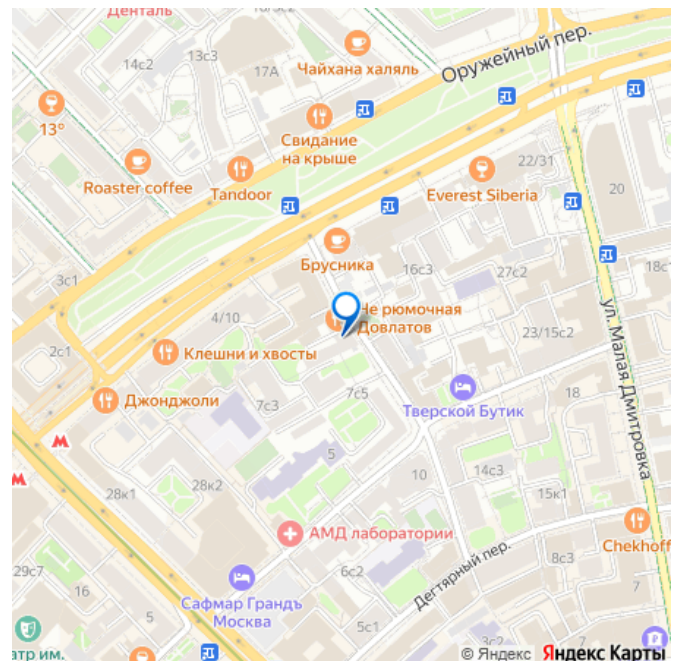 Денталь
18/3с2
13с3
14с2
17А
Чайхана халяль
Оружейный пер.
13°
Свидание
на крыше
22/31
20
Roaster coffee
Tandoor
Everest Siberia
Брусника
16с3
27с2
18с1
3с1
4/10
Не рюмочная
Довлатов
23/15с2
ул. Малая Дмитровка
2с1
Клешни и хвосты
Джонджоли
7с3
7с5
Тверской Бутик
18
5
10
14с3
28к1
28к2
15к1
АМД лаборатории
Chekhoff
Дегтярный пер.
29с7
16
6с2
8с3
7
Сафмар Грандъ
Москва
5
5с1
3с2
атр им.
© Яндекс
Яндекс Карты